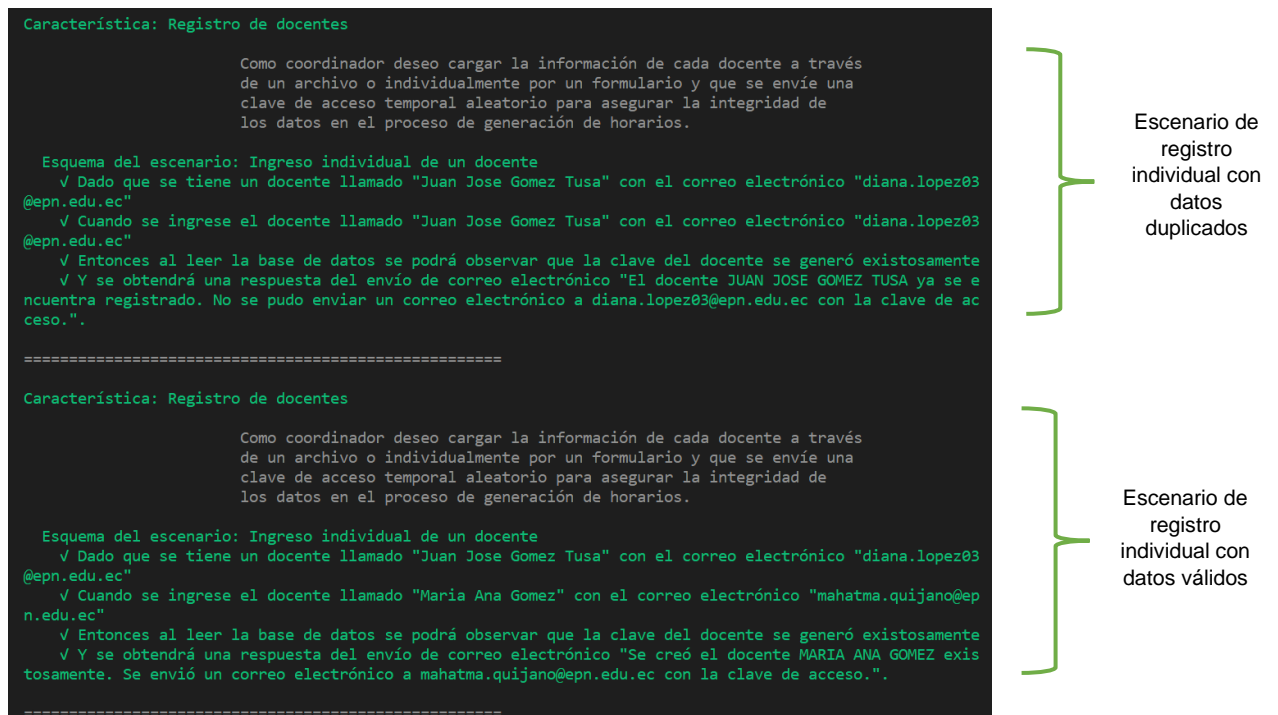 Característica: Registro de docentes
Como coordinador deseo cargar la información de cada docente a través
de un archivo o individualmente por un formulario y que se envíe una
clave de acceso temporal aleatorio para asegurar la integridad de
los datos en el proceso de generación de horarios.
Esquema del escenario: Ingreso individual de un docente
√ Dado que se tiene un docente llamado "Juan Jose Gomez Tusa" con el correo electrónico "diana.lopez03
@epn.edu.ec"
√ Cuando se ingrese el docente llamado "Juan Jose Gomez Tusa" con el correo electrónico "diana.lopez03
@epn.edu.ec"
√ Entonces al leer la base de datos se podrá observar que la clave del docente se generó existosamente
√ Y se obtendrá una respuesta del envío de correo electrónico "El docente JUAN JOSE GOMEZ TUSA ya se e
ncuentra registrado. No se pudo enviar un correo electrónico a diana.lopez03@epn.edu.ec con la clave de ac
ceso.".
=====================================================
Escenario de
registro
individual con
datos
duplicados
Característica: Registro de docentes
Como coordinador deseo cargar la información de cada docente a través
de un archivo o individualmente por un formulario y que se envíe una
clave de acceso temporal aleatorio para asegurar la integridad de
los datos en el proceso de generación de horarios.
Esquema del escenario: Ingreso individual de un docente
√ Dado que se tiene un docente llamado "Juan Jose Gomez Tusa" con el correo electrónico "diana.lopez03
@epn.edu.ec"
√ Cuando se ingrese el docente llamado "Maria Ana Gomez" con el correo electrónico "mahatma.quijano@ep
n.edu.ec"
√ Entonces al leer la base de datos se podrá observar que la clave del docente se generó existosamente
√ Y se obtendrá una respuesta del envío de correo electrónico "Se creó el docente MARIA ANA GOMEZ exis
tosamente. Se envió un correo electrónico a mahatma.quijano@epn.edu.ec con la clave de acceso.".
=====================================================
Escenario de
registro
individual con
datos válidos